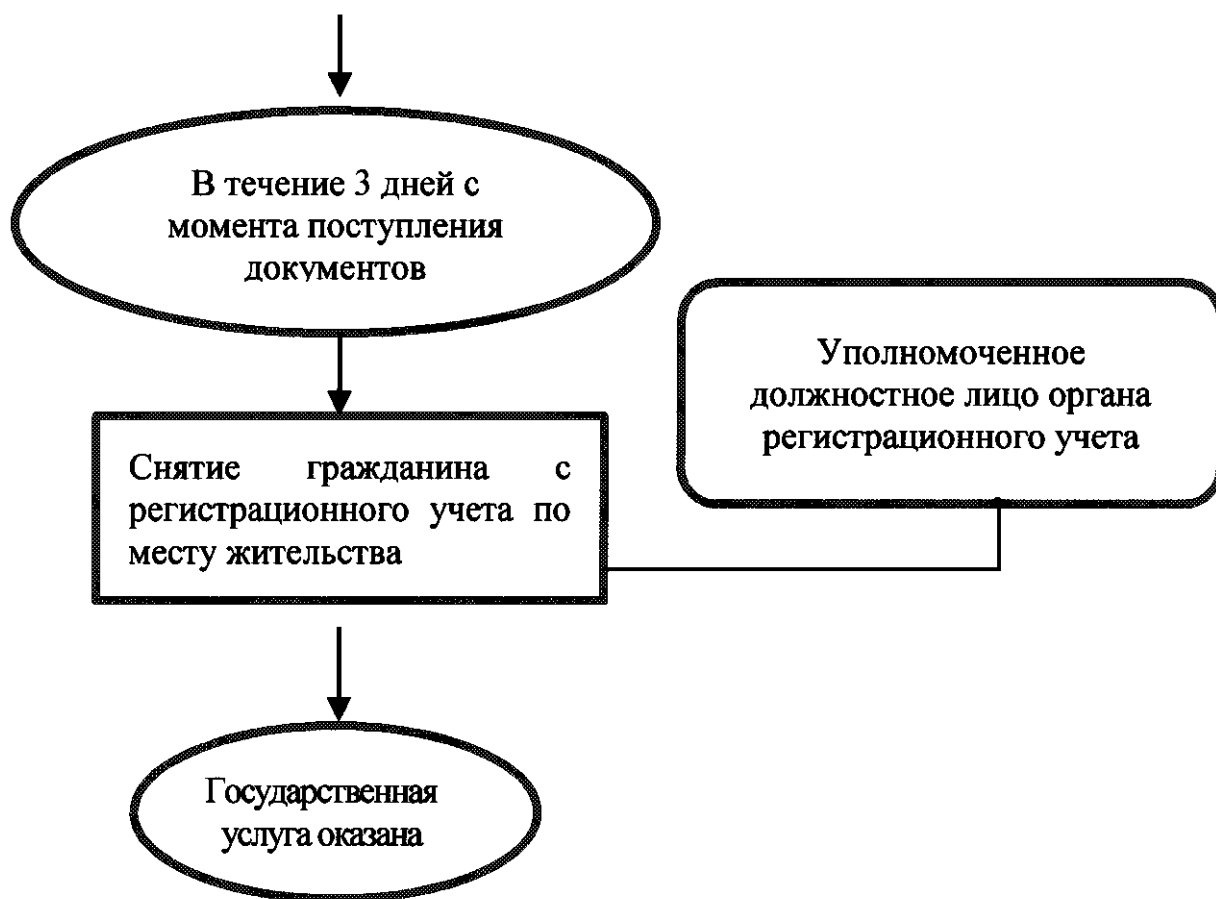 В течение 3 дней с
момента поступления
документов
Уполномоченное
должностное лицо органа
регистрационного учета
Снятие гражданина с
регистрационного учета по
месту жительства
Государственная
услуга оказана